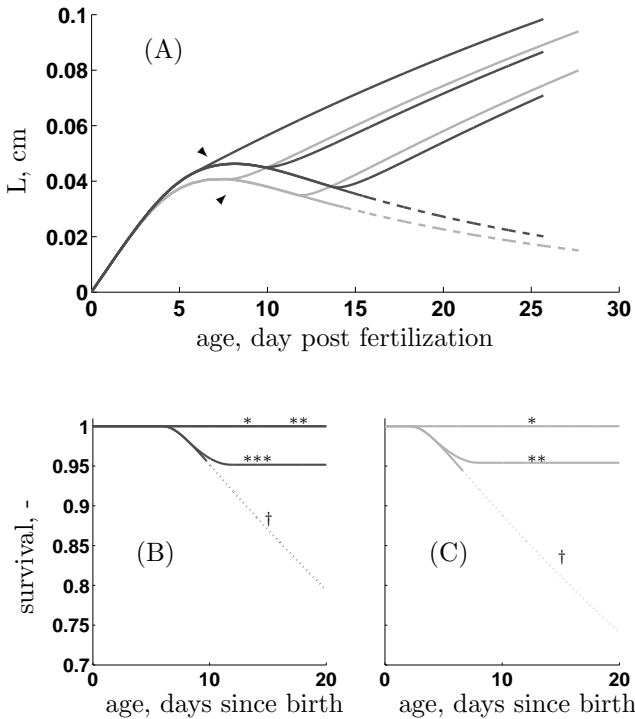 0.1
0.08
0.06
0.04
0.02
0
L, cm
(A)
0 5 10 15 20 25 30
age, day post fertilization
1
0.95
0.9
0.85
0.8
0.75
0.7
survival, -
* **
***
†
(B)
0 10 20
age, days since birth
*
**
†
(C)
0 10 20
age, days since birth